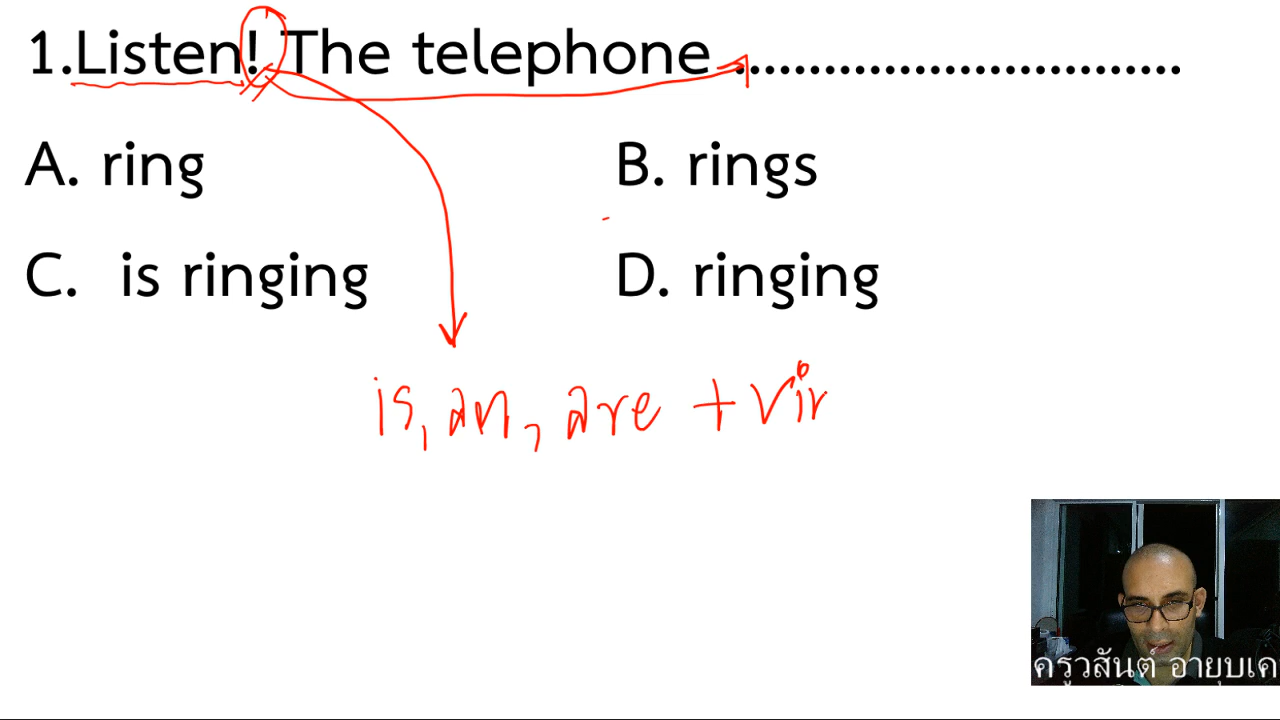 1.Listen! The telephone ..............................
A. ring
B. rings
C. is ringing
D. ringing
is, am, are +
ครูวสันต์ อายุบเค